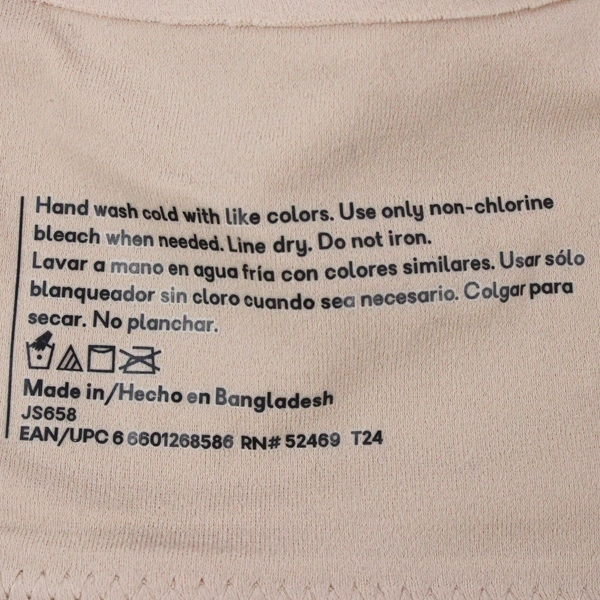 Hand wash cold with like colors. Use only non-chlorine
bleach when needed. Line dry. Do not iron.
Lavar a mano en agua fría con colores similares. Usar sólo
blanqueador sin cloro cuando sea necesario. Colgar para
secar. No planchar.
Made in/Hecho en Bangladesh
JS658
EAN/UPC 6 6601268586 RN# 52469 T24